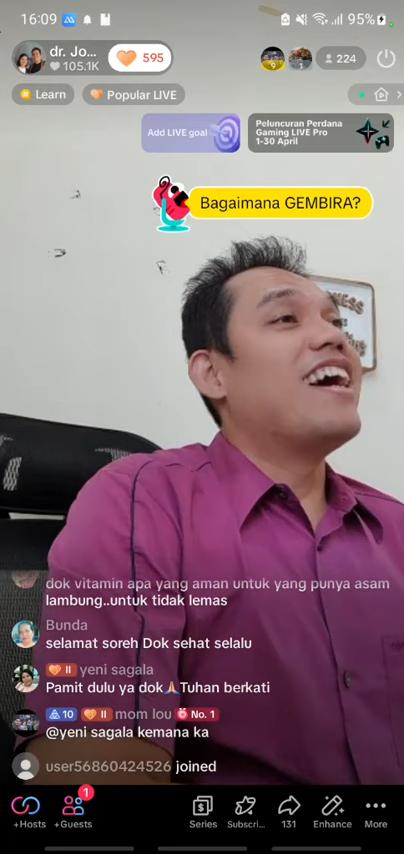 16:09
95%
dr. Jo...
105.1K
595
224
Learn
Popular LIVE
Add LIVE goal
Peluncuran Perdana
Gaming LIVE Pro
1-30 April
Bagaimana GEMBIRA?
dok vitamin apa yang aman untuk yang punya asam
lambung..untuk tidak lemas
Bunda
selamat soreh Dok sehat selalu
II yeni sagala
Pamit dulu ya dok🙏Tuhan berkati
10 II mom lou No. 1
@yeni sagala kemana ka
user56860424526 joined
1
+Hosts
+Guests
Series
Subscri...
131
Enhance
More